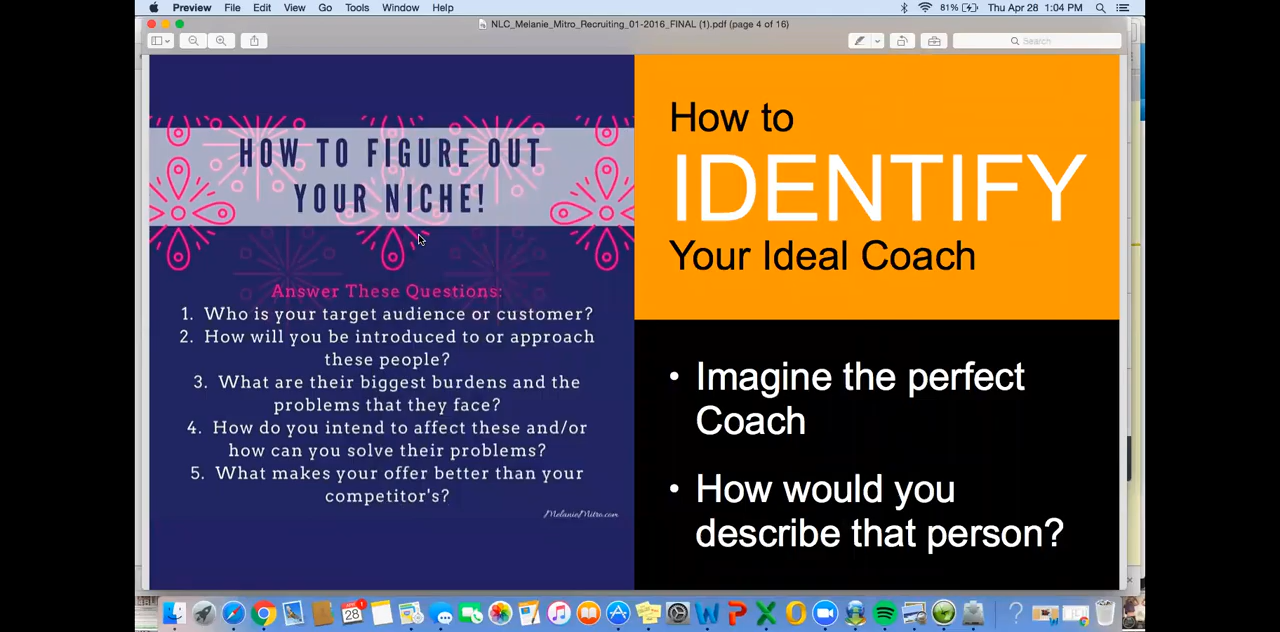 Preview File Edit View Go Tools Window Help
81% Thu Apr 28 1:04 PM
NLC_Melanie_Mitro_Recruiting_01-2016_FINAL (1).pdf (page 4 of 16)
Search
HOW TO FIGURE OUT
YOUR NICHE!
Answer These Questions:
1. Who is your target audience or customer?
2. How will you be introduced to or approach
these people?
3. What are their biggest burdens and the
problems that they face?
4. How do you intend to affect these and/or
how can you solve their problems?
5. What makes your offer better than your
competitor's?
MelanieMitro.com
How to
IDENTIFY
Your Ideal Coach
• Imagine the perfect
Coach
• How would you
describe that person?
APR
28
1